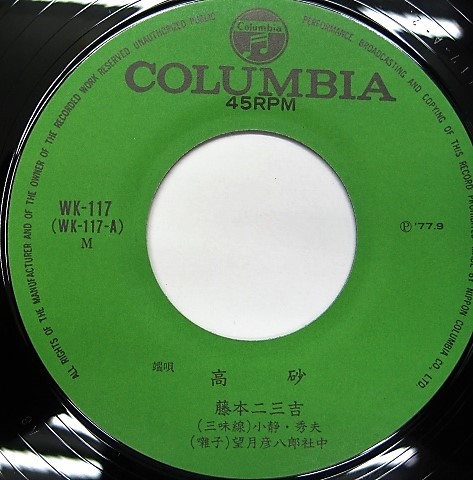 Columbia
COLUMBIA
45RPM
WK-117
(WK-117-A)
M
Ⓟ'77.9
端唄
高砂
藤本二三吉
(三味線)小静・秀夫
(囃子)望月彦八郎社中
ALL RIGHTS OF THE MANUFACTURER AND OF THE OWNER OF THE RECORDED WORK RESERVED UNAUTHORIZED PUBLIC PERFORMANCE BROADCASTING AND COPYING OF THIS RECORD NIPPON COLUMBIA CO., LTD.